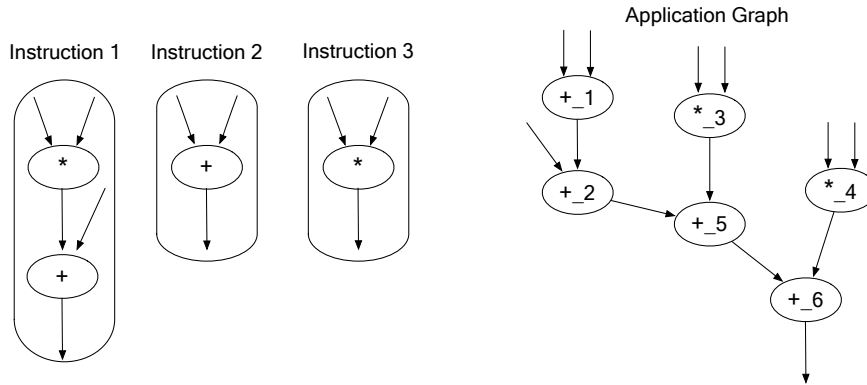 Application Graph
Instruction 1 Instruction 2 Instruction 3
+_1
*_3
* + *
+_2
*_4
+_5
+
+_6